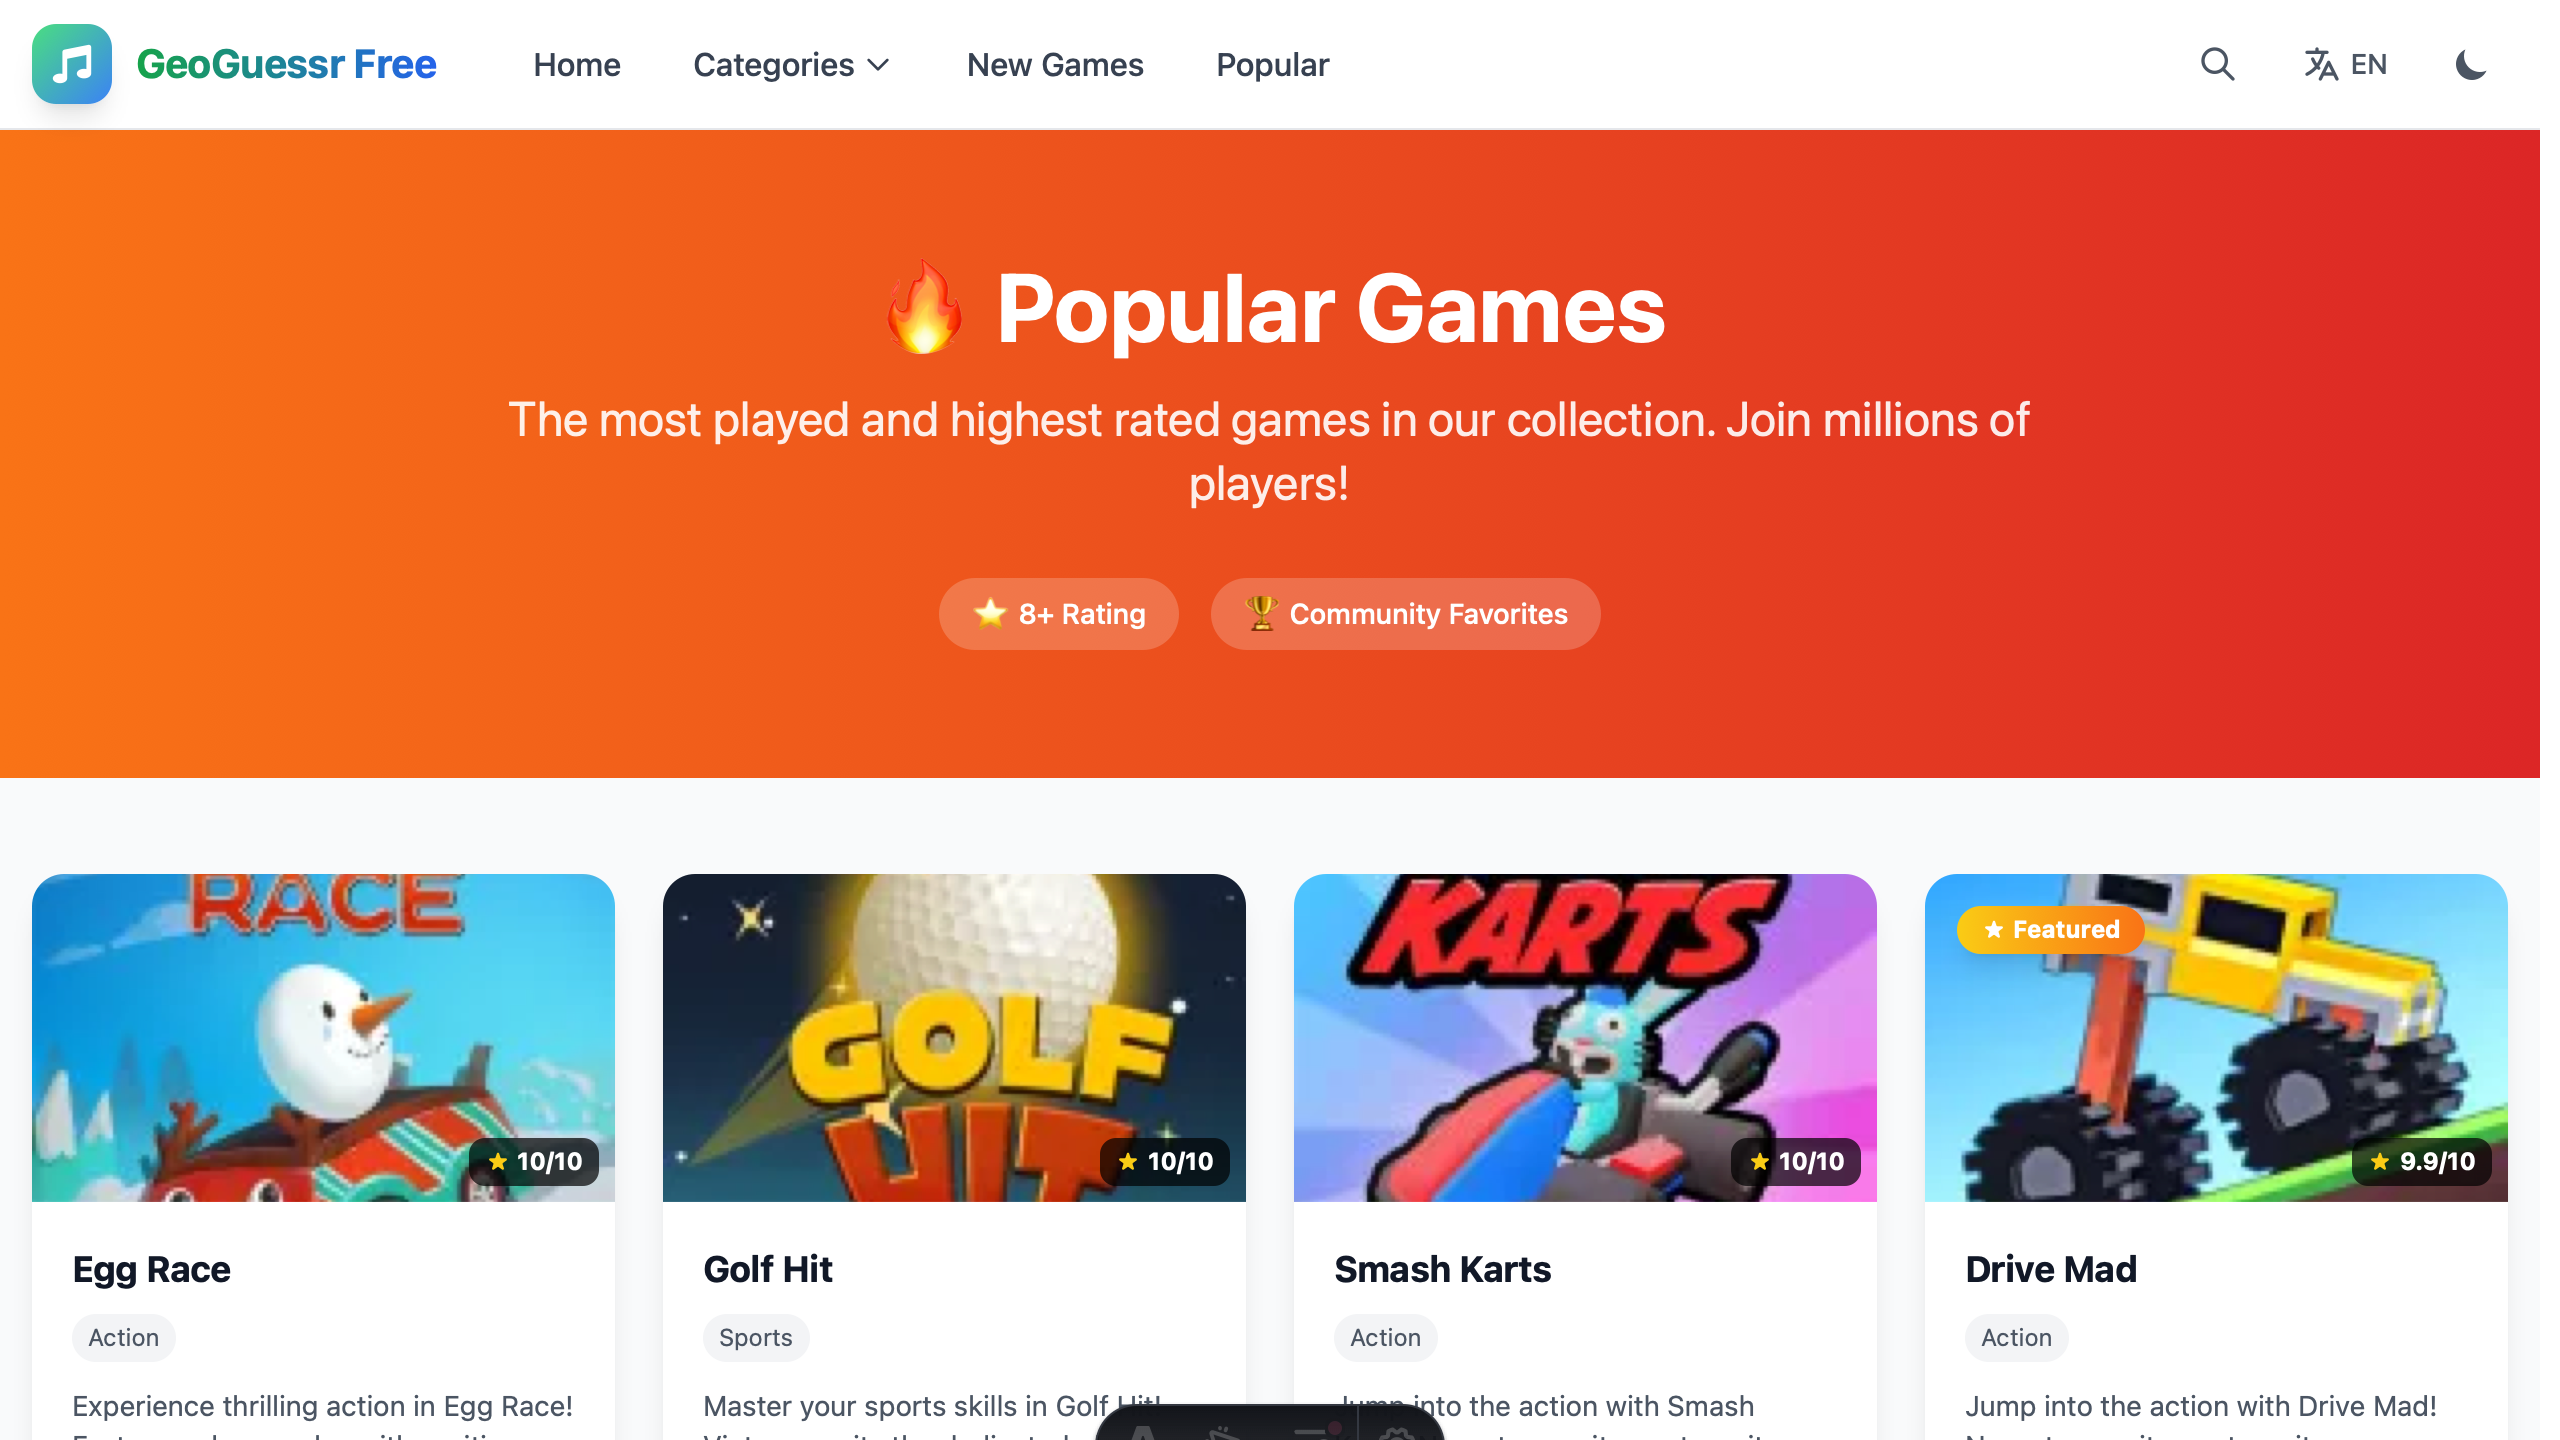 GeoGuessr Free
Home
Categories
New Games
Popular
EN
Popular Games
The most played and highest rated games in our collection. Join millions of
players!
8+ Rating
Community Favorites
RACE
10/10
Egg Race
Action
Experience thrilling action in Egg Race!
GOLF
HIT
10/10
Golf Hit
Sports
Master your sports skills in Golf Hit!
KARTS
10/10
Smash Karts
Action
Jump into the action with Smash
Featured
9.9/10
Drive Mad
Action
Jump into the action with Drive Mad!